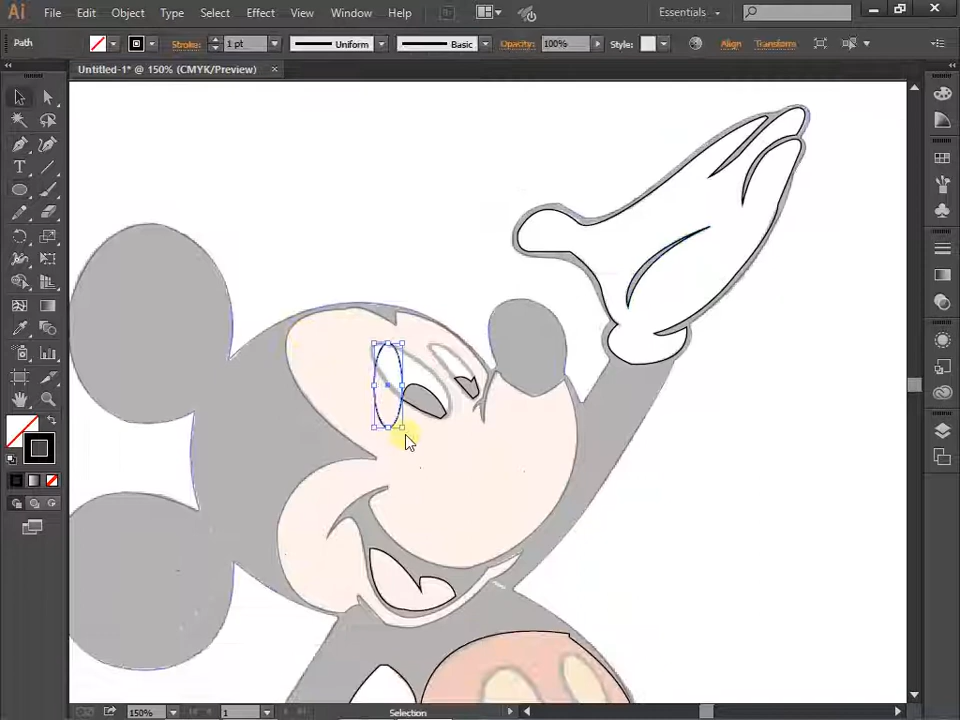 Ai File Edit Object Type Select Effect View Window Help Br Essentials
Path Stroke: 1 pt Uniform Basic Opacity: 100% Style: Align Transform
Untitled-1* @ 150% (CMYK/Preview) ×
150% 1 Selection